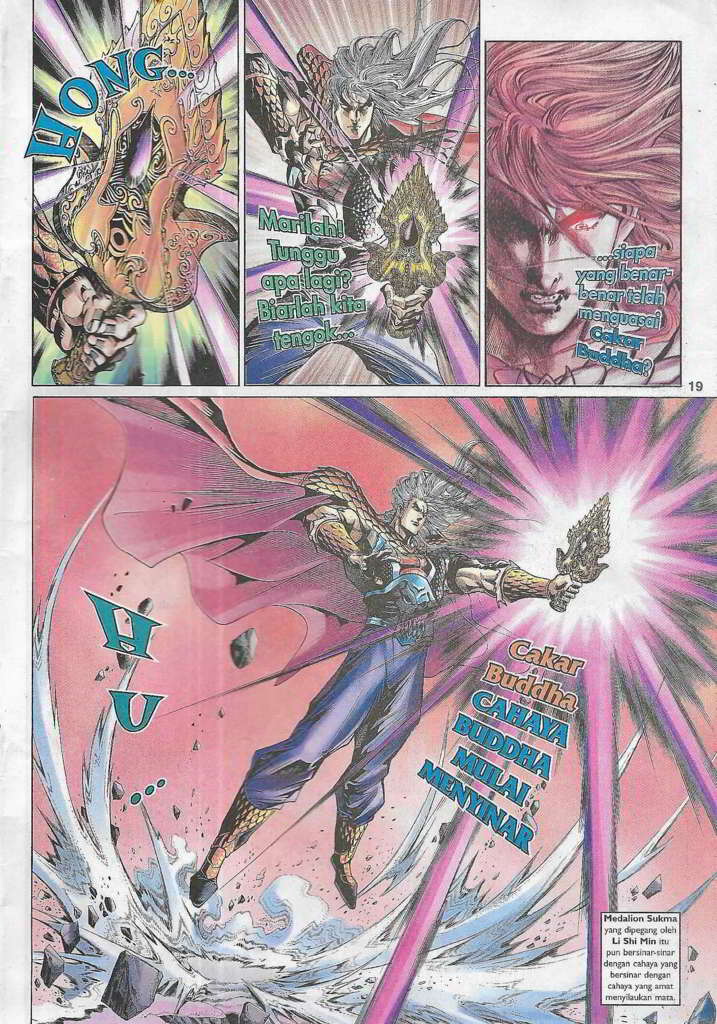 HONG...
Marilah!
Tunggu
apa lagi?
Biarlah kita
tengok...
...siapa
yang benar-
benar telah
menguasai
Cakar
Buddha?
19
HU...
Cakar
Buddha
CAHAYA
BUDDHA
MULAI
MENYINAR
Medalion Sukma
yang dipegang oleh
Li Shi Min itu
pun bersinar-sinar
dengan cahaya yang
bersinar dengan
cahaya yang amat
menyilaukan mata.